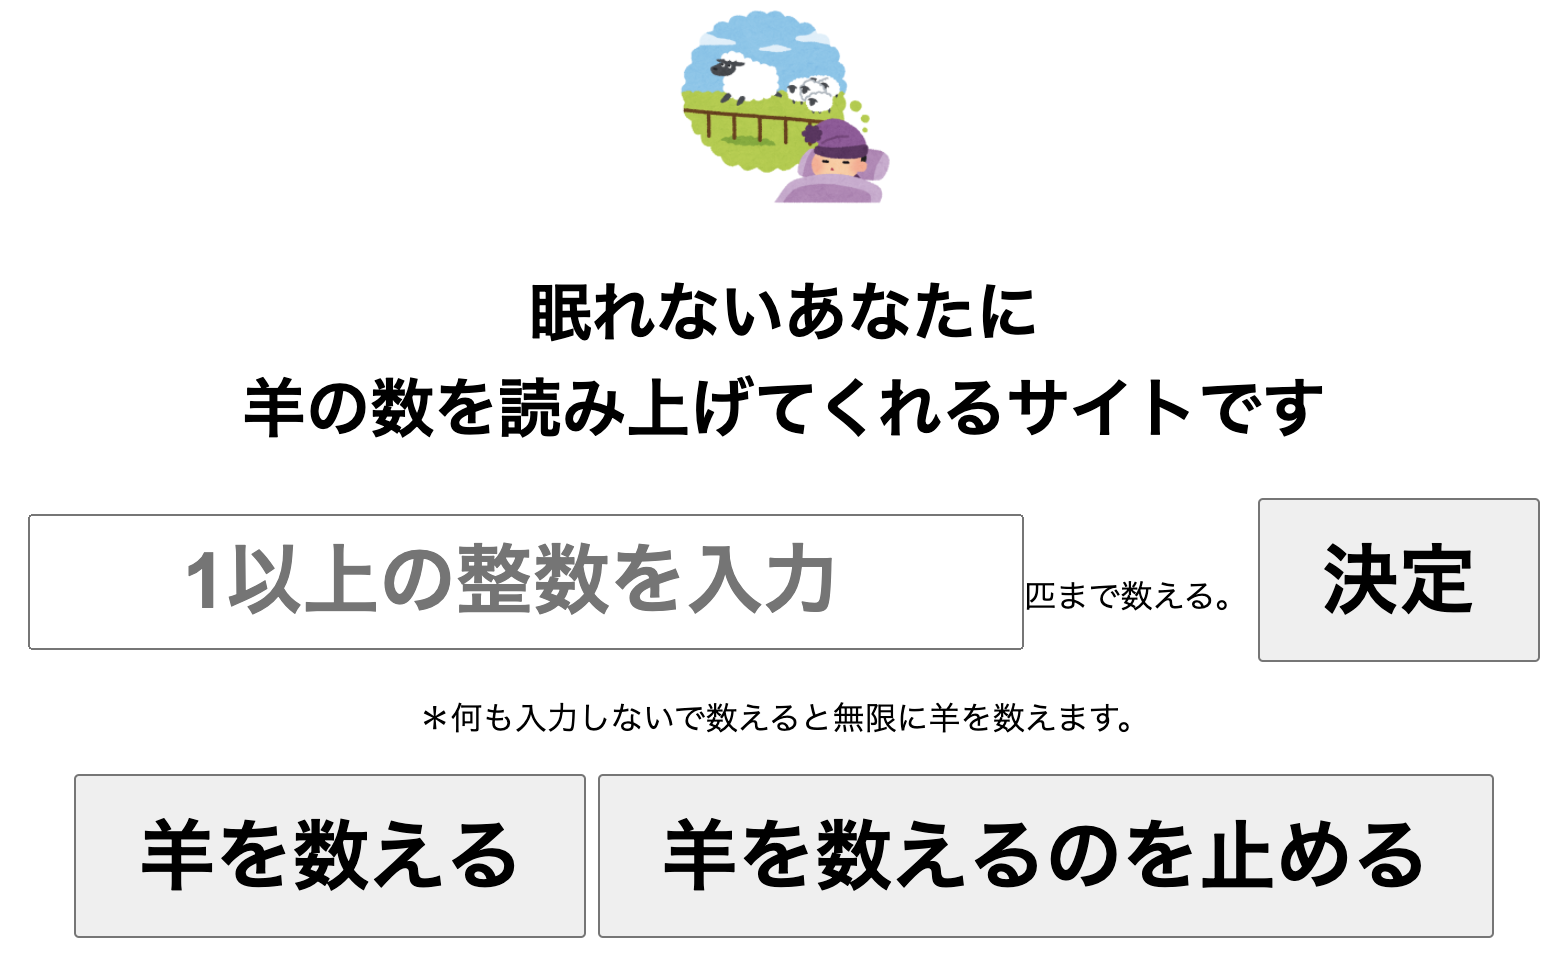 眠れないあなたに
羊の数を読み上げてくれるサイトです
1以上の整数を入力 匹まで数える。 決定
＊何も入力しないで数えると無限に羊を数えます。
羊を数える 羊を数えるのを止める